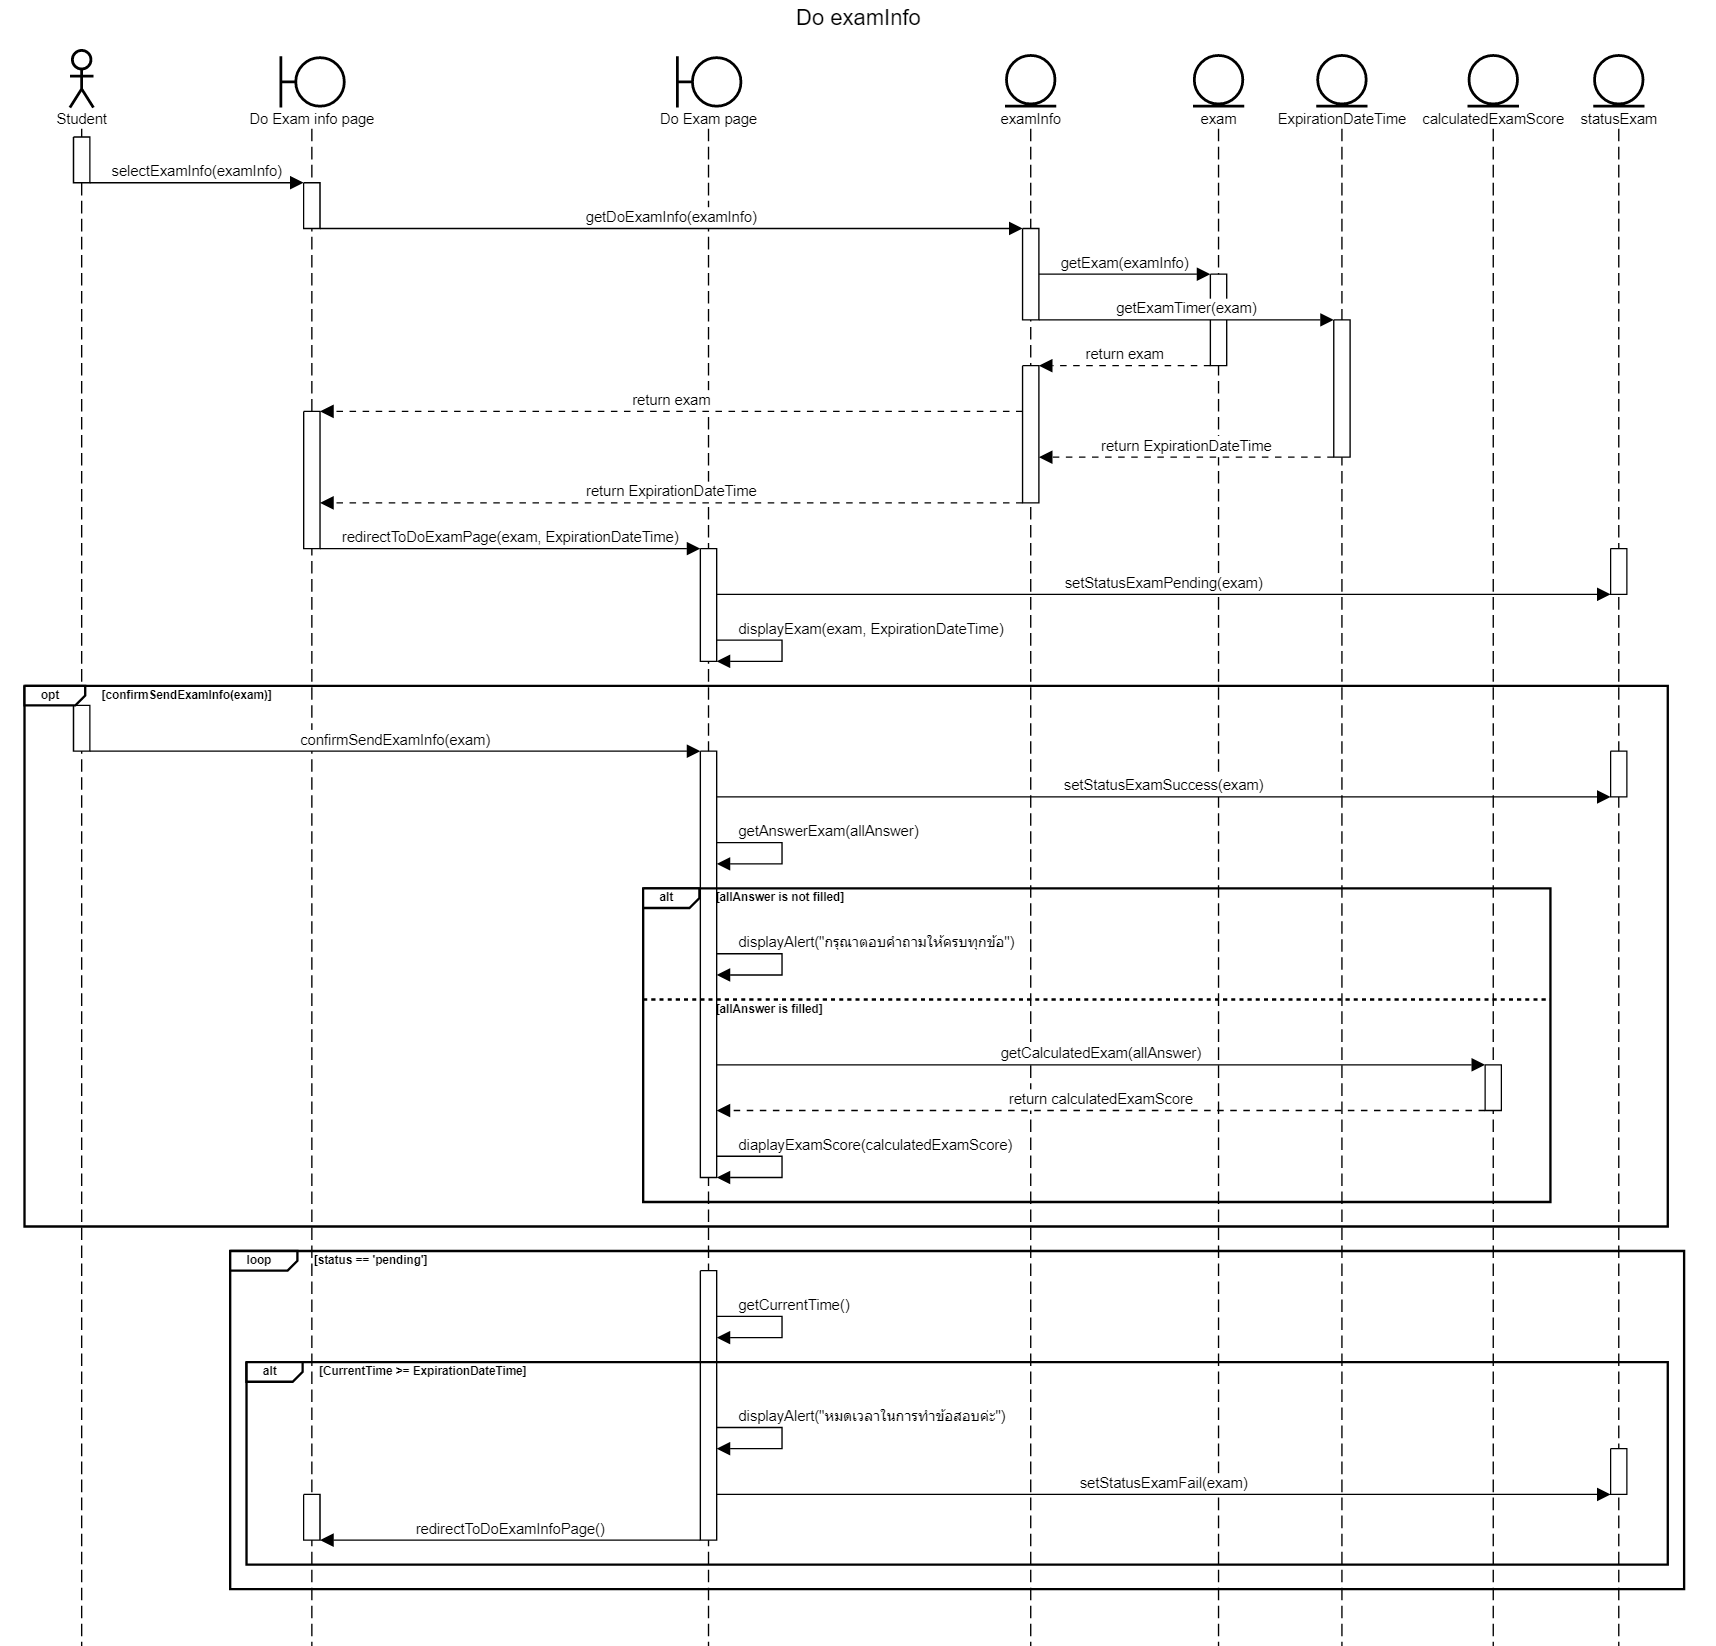 Do examInfo
Student
Do Exam info page
Do Exam page
examInfo
exam
ExpirationDateTime
calculatedExamScore
statusExam
selectExamInfo(examInfo)
getDoExamInfo(examInfo)
getExam(examInfo)
getExamTimer(exam)
return exam
return exam
return ExpirationDateTime
return ExpirationDateTime
redirectToDoExamPage(exam, ExpirationDateTime)
setStatusExamPending(exam)
displayExam(exam, ExpirationDateTime)
opt [confirmSendExamInfo(exam)]
confirmSendExamInfo(exam)
setStatusExamSuccess(exam)
getAnswerExam(allAnswer)
alt [allAnswer is not filled]
displayAlert("กรุณาตอบคำถามให้ครบทุกข้อ")
[allAnswer is filled]
getCalculatedExam(allAnswer)
return calculatedExamScore
diaplayExamScore(calculatedExamScore)
loop [status == 'pending']
getCurrentTime()
alt [CurrentTime >= ExpirationDateTime]
displayAlert("หมดเวลาในการทำข้อสอบค่ะ")
setStatusExamFail(exam)
redirectToDoExamInfoPage()